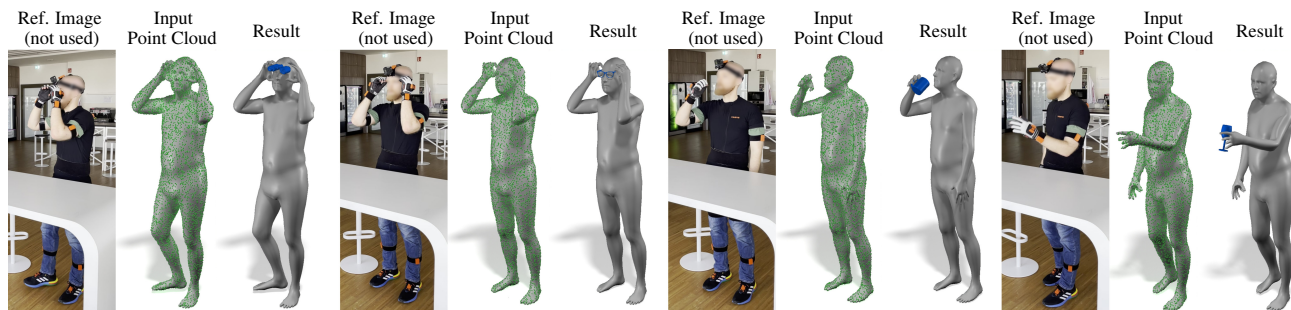 Ref. Image
(not used)
Input
Point Cloud
Result
Ref. Image
(not used)
Input
Point Cloud
Result
Ref. Image
(not used)
Input
Point Cloud
Result
Ref. Image
(not used)
Input
Point Cloud
Result